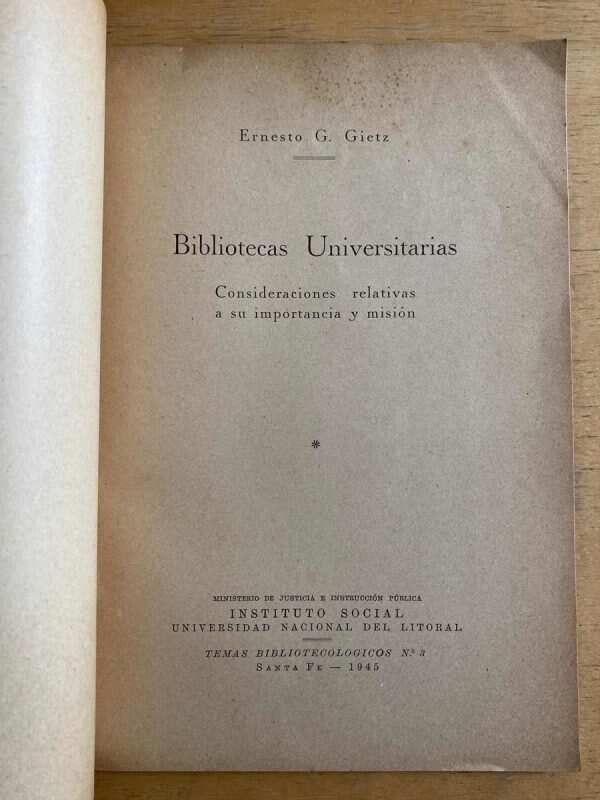 Ernesto G. Gietz
Bibliotecas Universitarias
Consideraciones relativas
a su importancia y misión
*
MINISTERIO DE JUSTICIA E INSTRUCCIÓN PÚBLICA
INSTITUTO SOCIAL
UNIVERSIDAD NACIONAL DEL LITORAL
TEMAS BIBLIOTECOLOGICOS N.º 3
SANTA FE — 1945